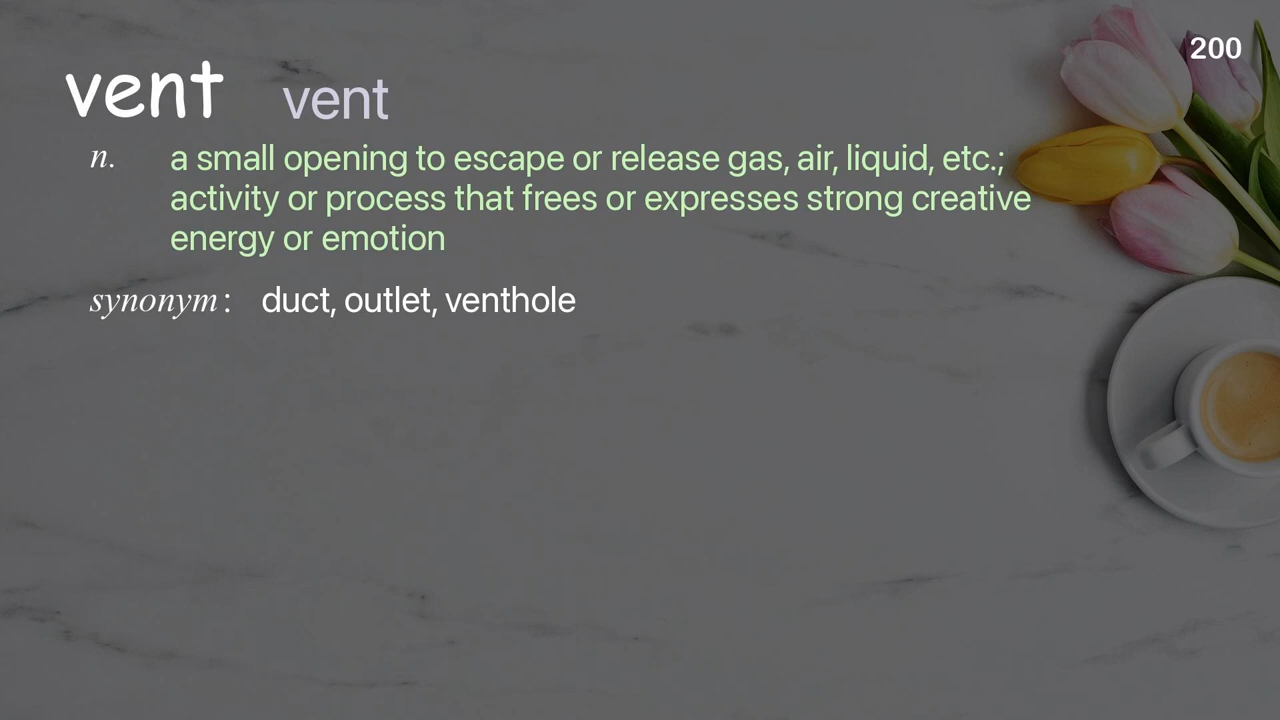 200
vent vent
n. a small opening to escape or release gas, air, liquid, etc.;
activity or process that frees or expresses strong creative
energy or emotion
synonym: duct, outlet, venthole